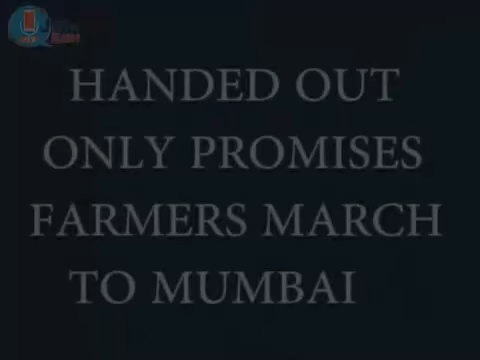 HANDED OUT
ONLY PROMISES
FARMERS MARCH
TO MUMBAI